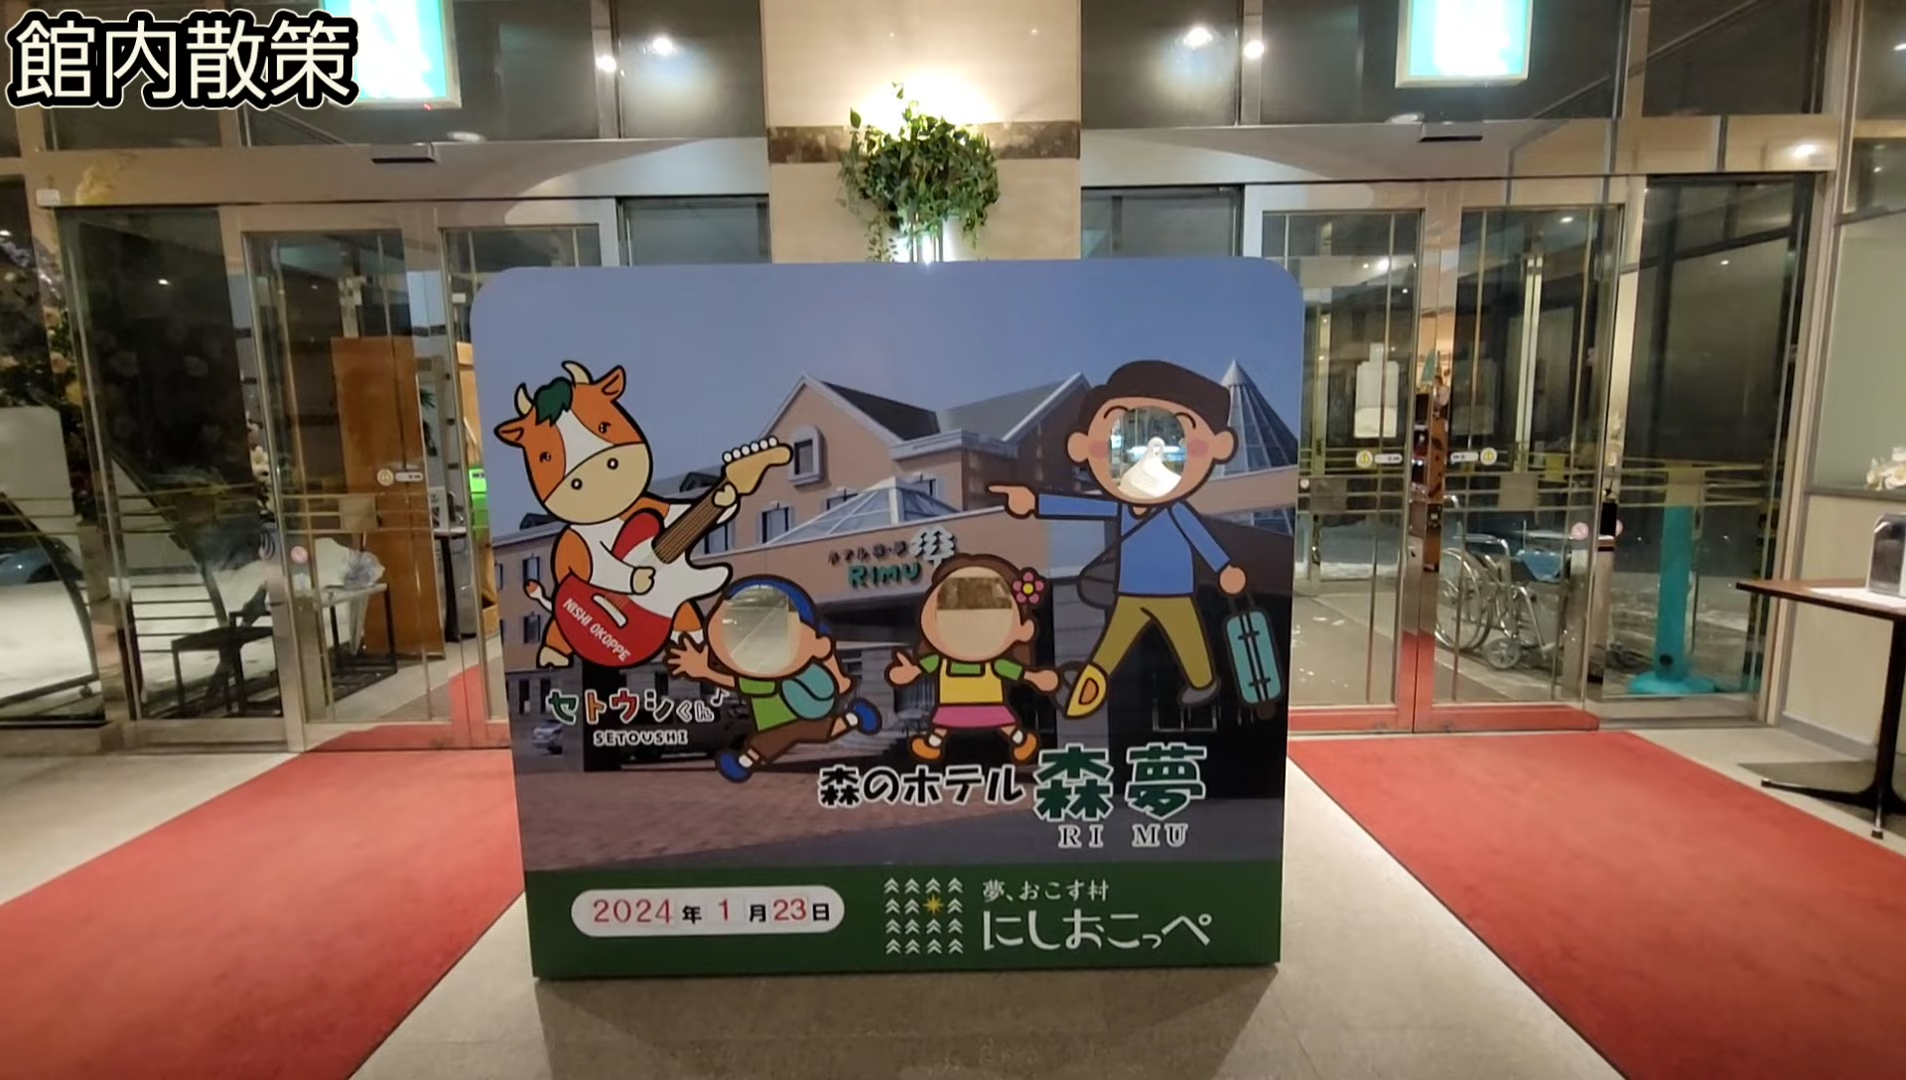 館内散策
ホテル森夢
RIMU
NISHI OKOPPE
セトウシくん♪
SETOUSHI
森のホテル 森夢
RI MU
2024年 1月23日
夢、おこす村
にしおこっぺ